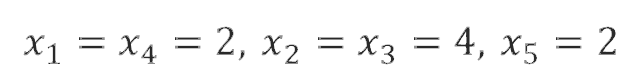 x₁ = x₄ = 2, x₂ = x₃ = 4, x₅ = 2